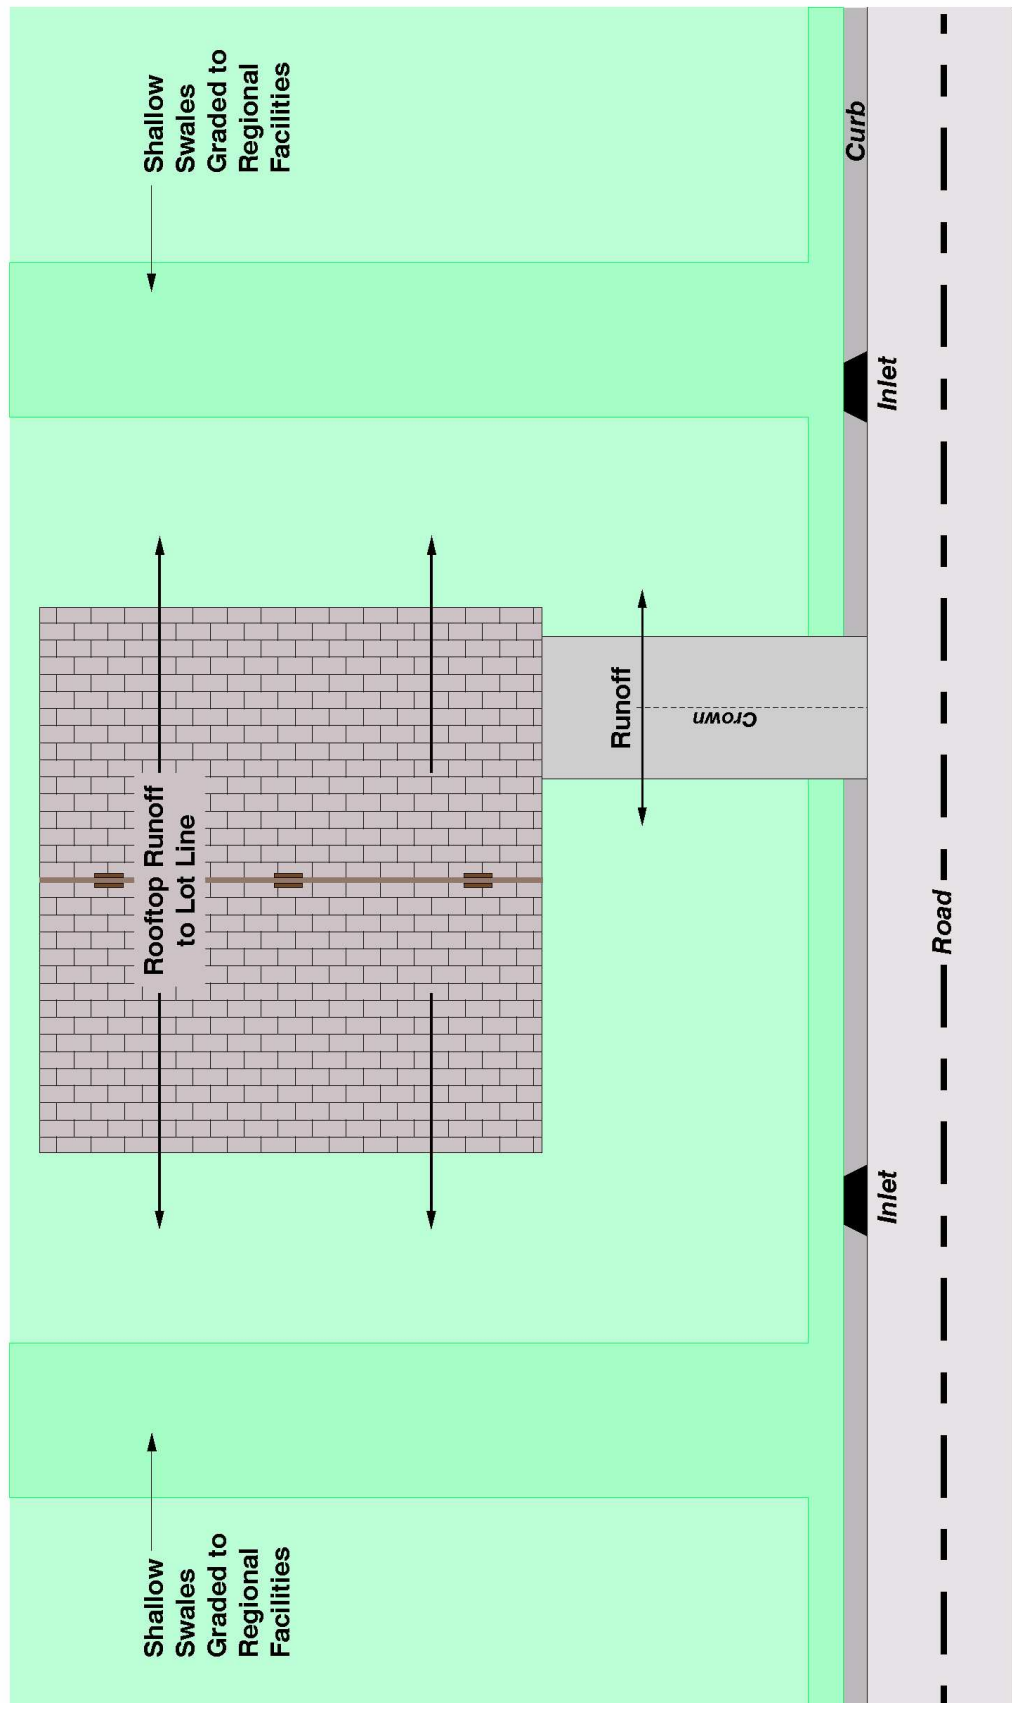 Shallow
Swales
Graded to
Regional
Facilities
Rooftop Runoff
to Lot Line
Shallow
Swales
Graded to
Regional
Facilities
Runoff
Crown
Curb
Inlet
Inlet
Road